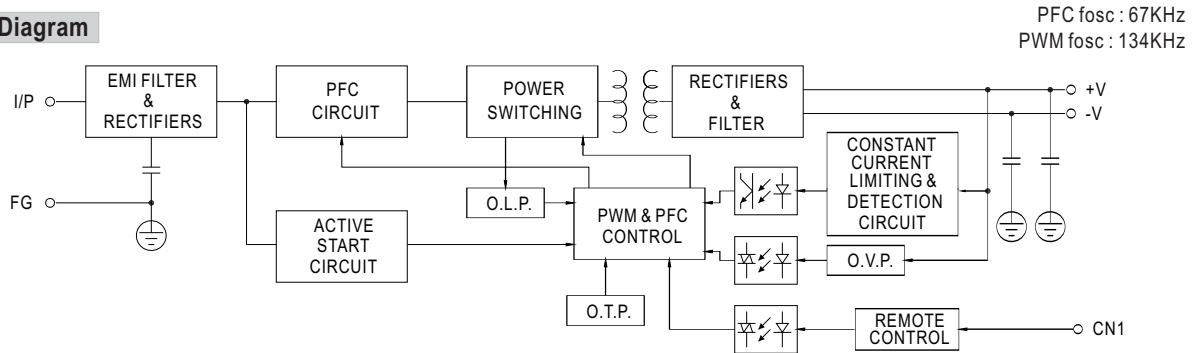 Diagram
PFC fosc : 67KHz
PWM fosc : 134KHz
I/P
EMI FILTER
&
RECTIFIERS
PFC
CIRCUIT
POWER
SWITCHING
RECTIFIERS
&
FILTER
+V
-V
FG
ACTIVE
START
CIRCUIT
O.L.P.
PWM & PFC
CONTROL
O.T.P.
CONSTANT
CURRENT
LIMITING &
DETECTION
CIRCUIT
O.V.P.
REMOTE
CONTROL
CN1